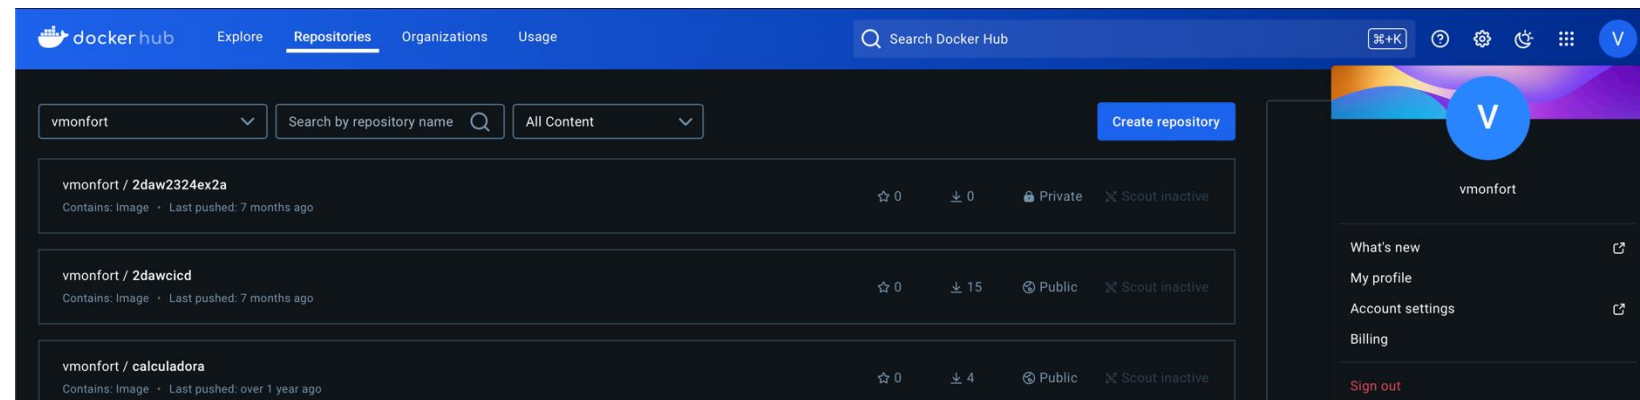 dockerhub Explore Repositories Organizations Usage Search Docker Hub ⌘+K V
V
vmonfort Search by repository name All Content Create repository
vmonfort
vmonfort / 2daw2324ex2a
Contains: Image • Last pushed: 7 months ago
0 0 Private Scout inactive
vmonfort / 2dawcicd
Contains: Image • Last pushed: 7 months ago
0 15 Public Scout inactive
vmonfort / calculadora
Contains: Image • Last pushed: over 1 year ago
0 4 Public Scout inactive
What's new
My profile
Account settings
Billing
Sign out